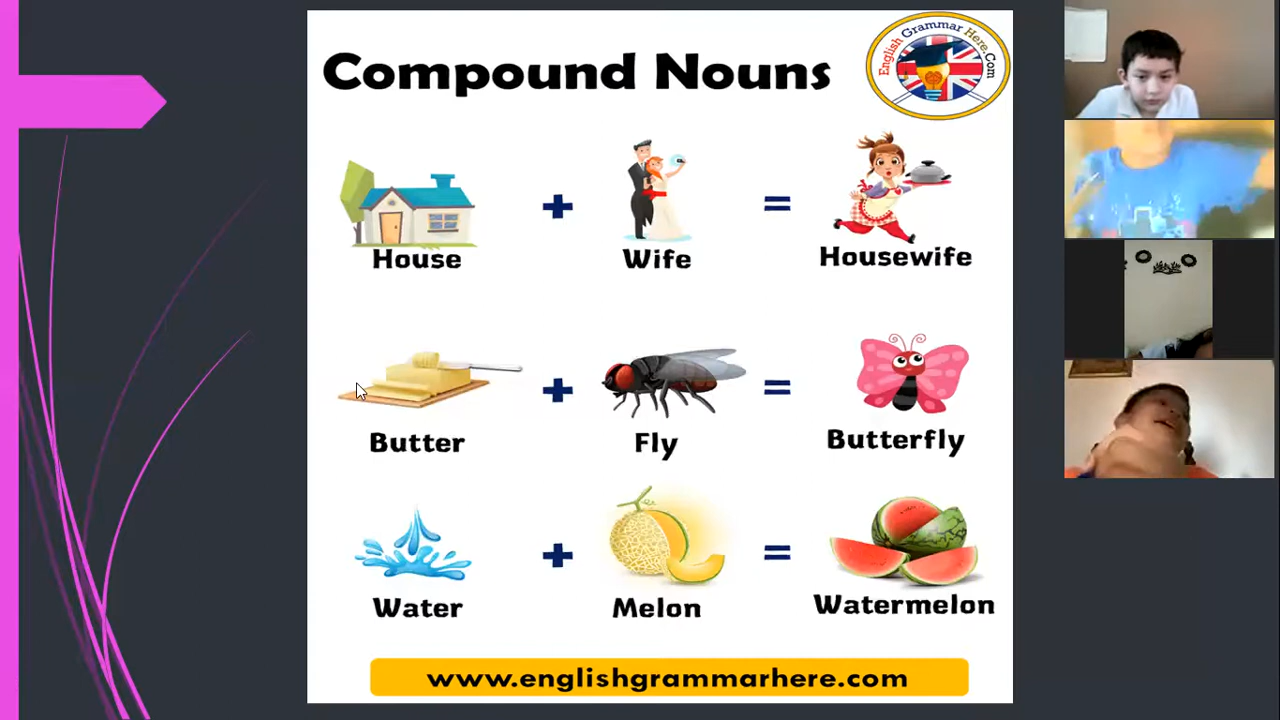 Compound Nouns
English Grammar Here.Com
House + Wife = Housewife
Butter + Fly = Butterfly
Water + Melon = Watermelon
www.englishgrammarhere.com